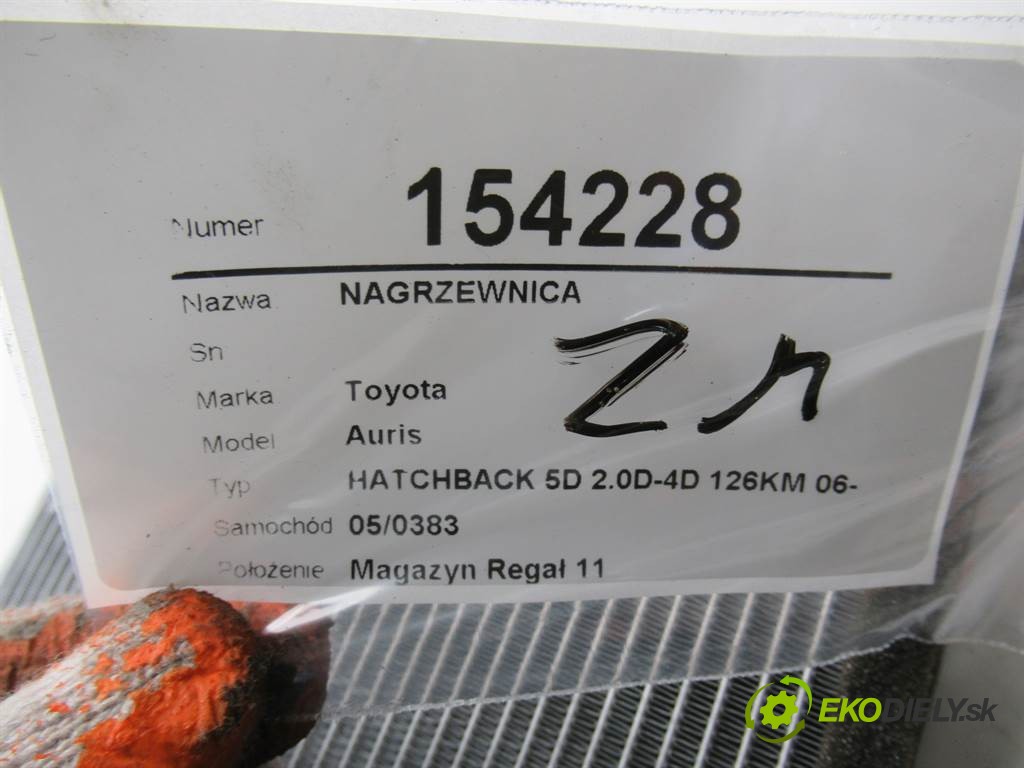 Numer 154228
Nazwa NAGRZEWNICA
Sn
Marka Toyota
Model Auris
Typ HATCHBACK 5D 2.0D-4D 126KM 06-
Samochód 05/0383
Położenie Magazyn Regał 11
EKODIELY.sk